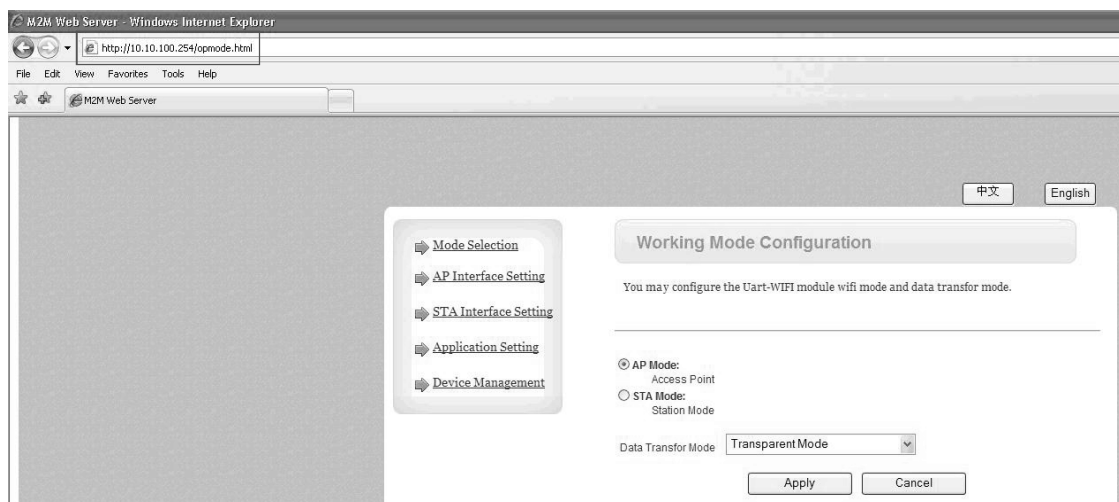 M2M Web Server - Windows Internet Explorer
http://10.10.100.254/opmode.html
File Edit View Favorites Tools Help
M2M Web Server
中文 English
Mode Selection
AP Interface Setting
STA Interface Setting
Application Setting
Device Management
Working Mode Configuration
You may configure the Uart-WIFI module wifi mode and data transfor mode.
AP Mode:
Access Point
STA Mode:
Station Mode
Data Transfor Mode Transparent Mode
Apply Cancel